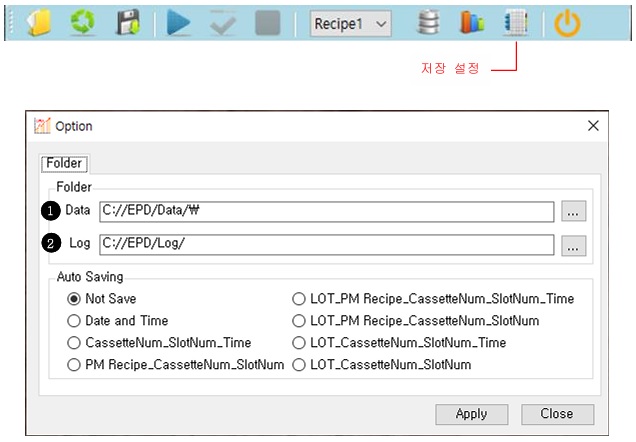 Recipe1
저장 설정
Option
Folder
Folder
1 Data C://EPD/Data/₩ ...
2 Log C://EPD/Log/ ...
Auto Saving
Not Save LOT_PM Recipe_CassetteNum_SlotNum_Time
Date and Time LOT_PM Recipe_CassetteNum_SlotNum
CassetteNum_SlotNum_Time LOT_CassetteNum_SlotNum_Time
PM Recipe_CassetteNum_SlotNum LOT_CassetteNum_SlotNum
Apply Close